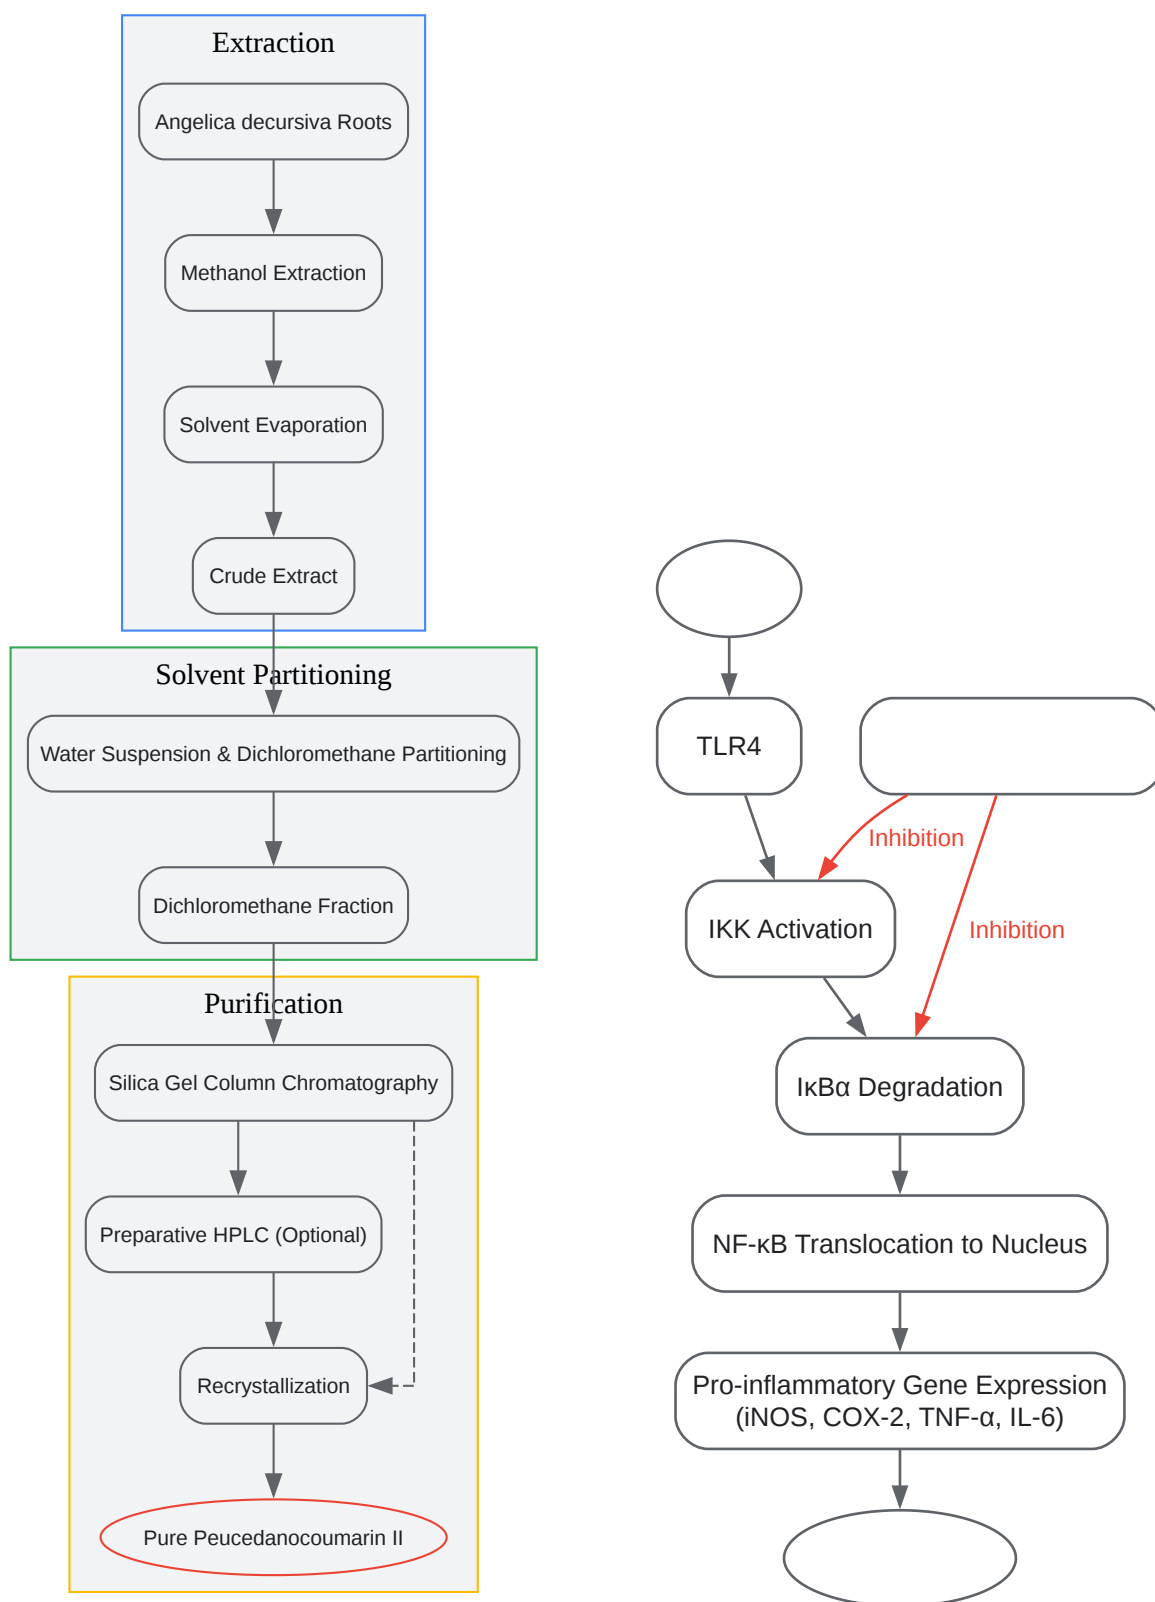 Extraction
Angelica decursiva Roots
Methanol Extraction
Solvent Evaporation
Crude Extract
Solvent Partitioning
Water Suspension & Dichloromethane Partitioning
Dichloromethane Fraction
Purification
Silica Gel Column Chromatography
Preparative HPLC (Optional)
Recrystallization
Pure Peucedanocoumarin II
TLR4
Inhibition
IKK Activation
Inhibition
IκBα Degradation
NF-κB Translocation to Nucleus
Pro-inflammatory Gene Expression
(iNOS, COX-2, TNF-α, IL-6)